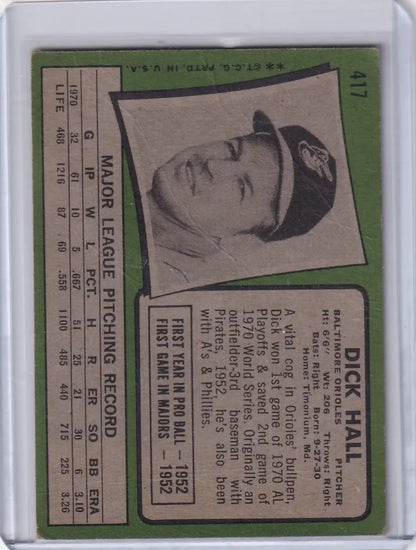 417
**©T.C.G. PRTD. IN U.S.A.
DICK HALL
BALTIMORE ORIOLES PITCHER
Ht: 6'6" Wt: 206 Throws: Right
Bats: Right Born: 9-27-30
Home: Timonium, Md.
A vital cog in Orioles' bullpen,
Dick won 1st game of 1970 AL
Playoffs & saved 2nd game of
1970 World Series. Originally an
outfielder-3rd baseman with
Pirates, 1952, he's also been
with A's & Phillies.
FIRST YEAR IN PRO BALL — 1952
FIRST GAME IN MAJORS — 1952
MAJOR LEAGUE PITCHING RECORD
G IP W L PCT. H R ER SO BB ERA
1970 32 61 10 5 .667 51 25 21 30 6 3.10
LIFE 468 1216 87 69 .558 1100 485 440 715 225 3.26